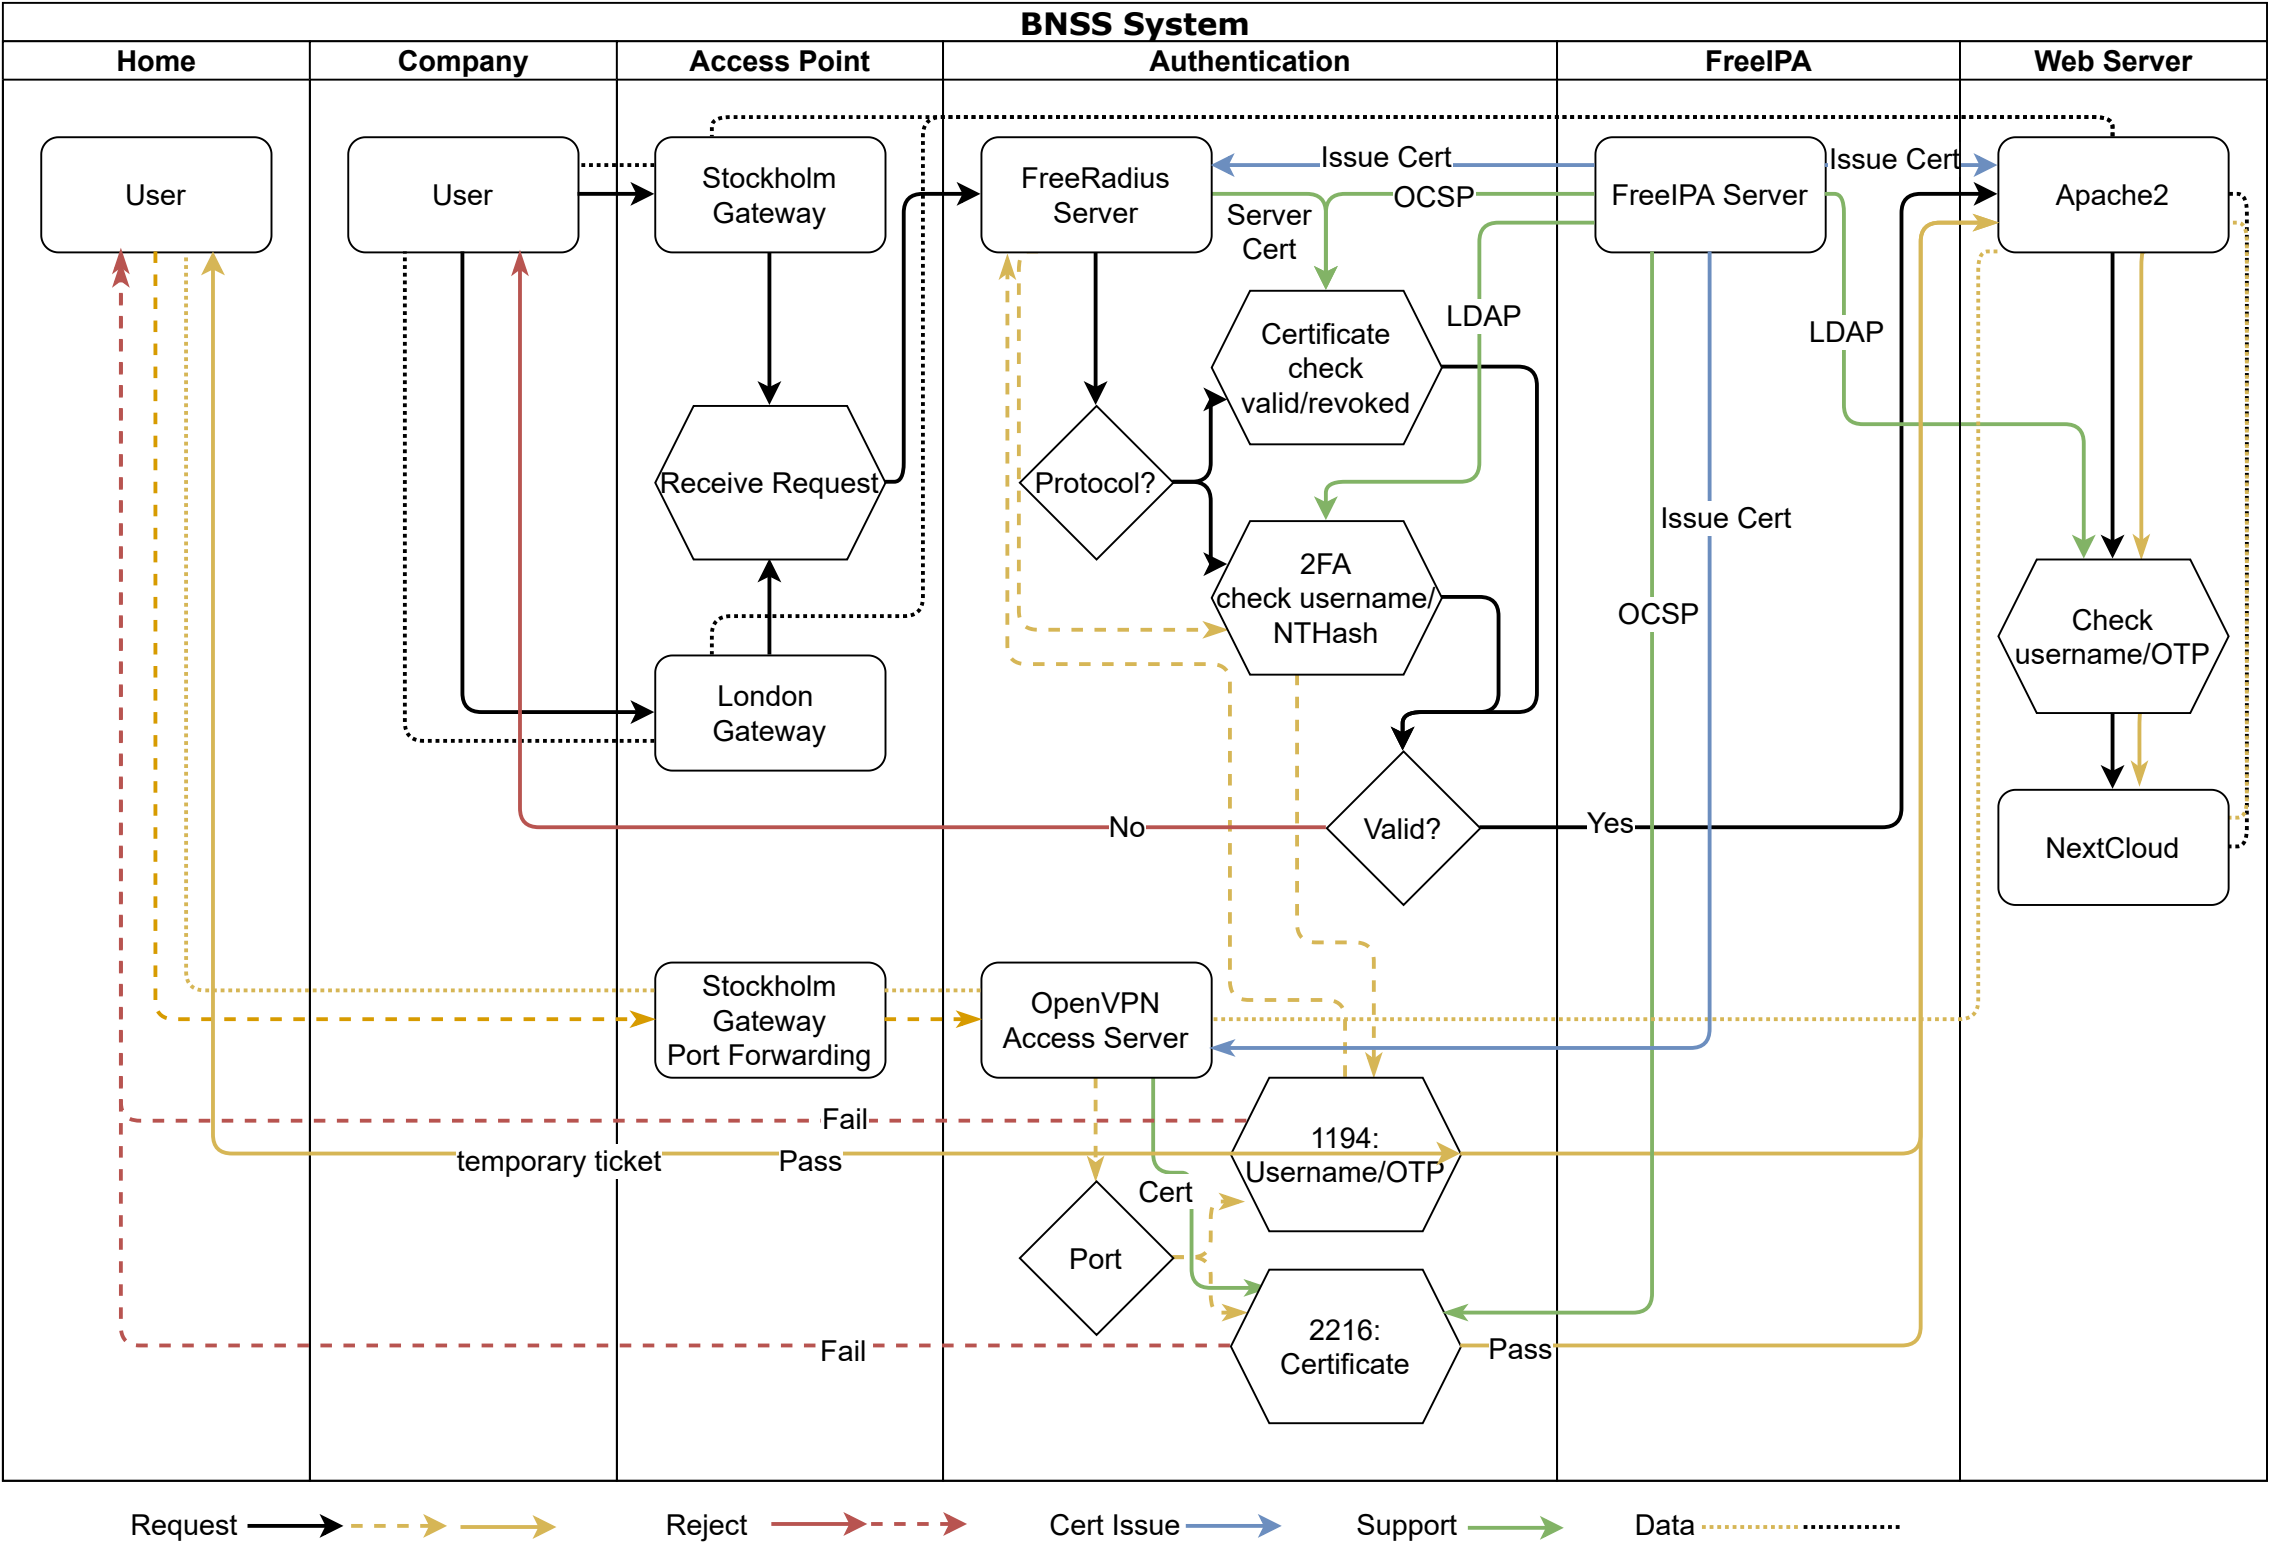 BNSS System
Home
Company
Access Point
Authentication
FreeIPA
Web Server
User
User
Stockholm
Gateway
FreeRadius
Server
Issue Cert
OCSP
Server
Cert
FreeIPA Server
Issue Cert
Apache2
LDAP
LDAP
Certificate
check
valid/revoked
Receive Request
Protocol?
Issue Cert
2FA
check username/
NTHash
OCSP
Check
username/OTP
London
Gateway
No
Valid?
Yes
NextCloud
Stockholm
Gateway
Port Forwarding
OpenVPN
Access Server
Fail
temporary ticket
Pass
1194:
Username/OTP
Cert
Port
Fail
2216:
Certificate
Pass
Request
Reject
Cert Issue
Support
Data